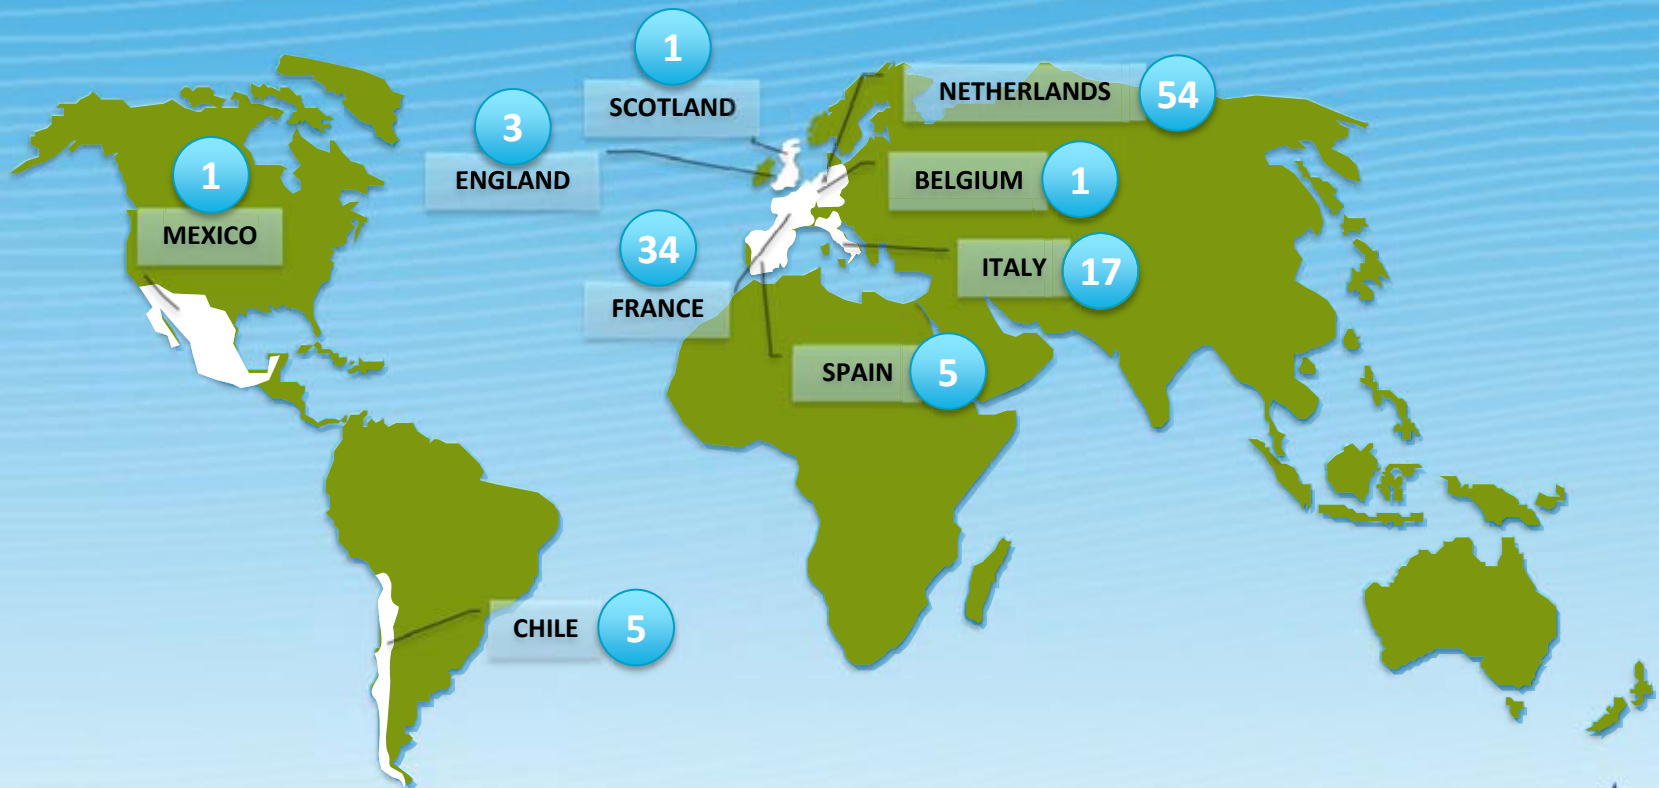 1
SCOTLAND
NETHERLANDS 54
3
ENGLAND
1
MEXICO
BELGIUM 1
34
FRANCE
ITALY 17
SPAIN 5
CHILE 5